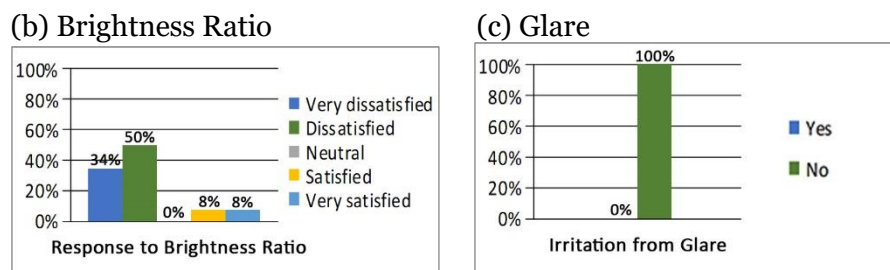 (b) Brightness Ratio
100%
80%
60%
40%
20%
0%
34%
50%
0%
8%
8%
Very dissatisfied
Dissatisfied
Neutral
Satisfied
Very satisfied
Response to Brightness Ratio
(c) Glare
100%
80%
60%
40%
20%
0%
0%
100%
Yes
No
Irritation from Glare